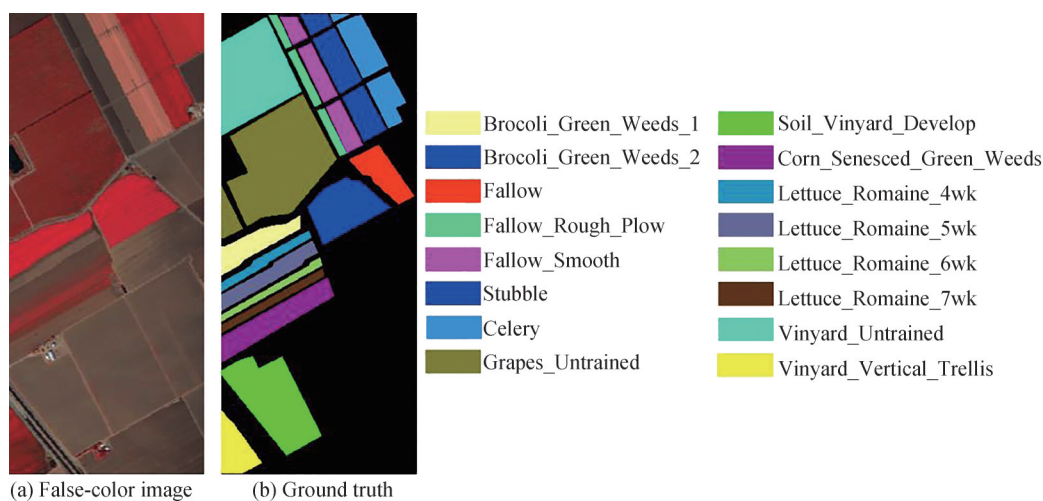 Brocoli_Green_Weeds_1
Brocoli_Green_Weeds_2
Fallow
Fallow_Rough_Plow
Fallow_Smooth
Stubble
Celery
Grapes_Untrained
Soil_Vinyard_Develop
Corn_Senesced_Green_Weeds
Lettuce_Romaine_4wk
Lettuce_Romaine_5wk
Lettuce_Romaine_6wk
Lettuce_Romaine_7wk
Vinyard_Untrained
Vinyard_Vertical_Trellis
(a) False-color image
(b) Ground truth